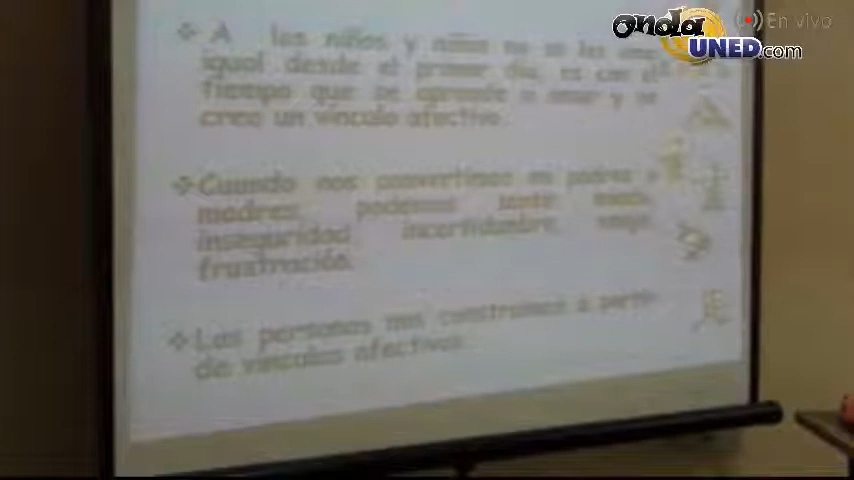 onda UNED.com
En vivo
A los niños y niñas no se les
igual desde el primer día, es con el
tiempo que se aprende a amar y se
crea un vínculo afectivo.
Cuando nos convertimos en padres o
madres, podemos sentir
inseguridad incertidumbre
frustración.
Las personas nos construimos a partir
de vínculos afectivos.